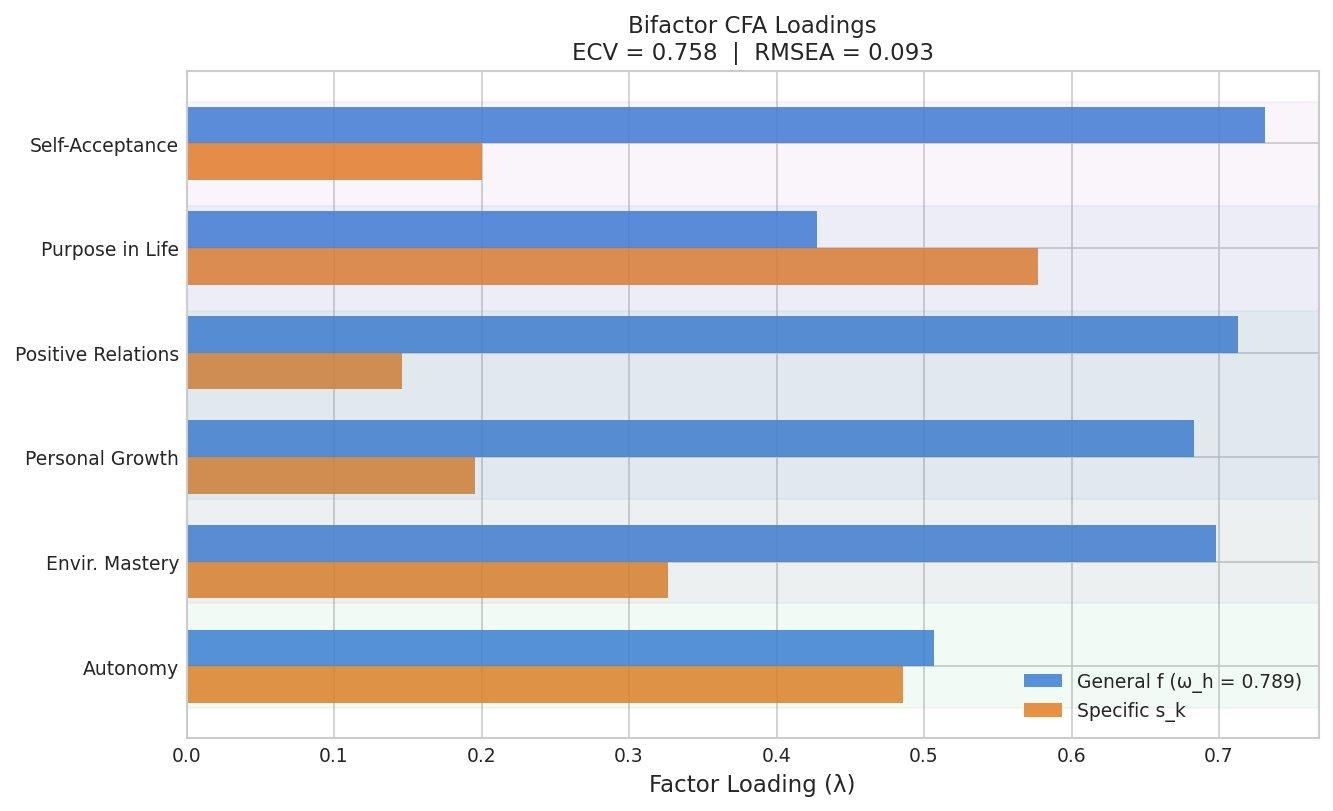 Bifactor CFA Loadings
ECV = 0.758 | RMSEA = 0.093
Self-Acceptance
Purpose in Life
Positive Relations
Personal Growth
Envir. Mastery
Autonomy
General f (ω_h = 0.789)
Specific s_k
0.0 0.1 0.2 0.3 0.4 0.5 0.6 0.7
Factor Loading (λ)